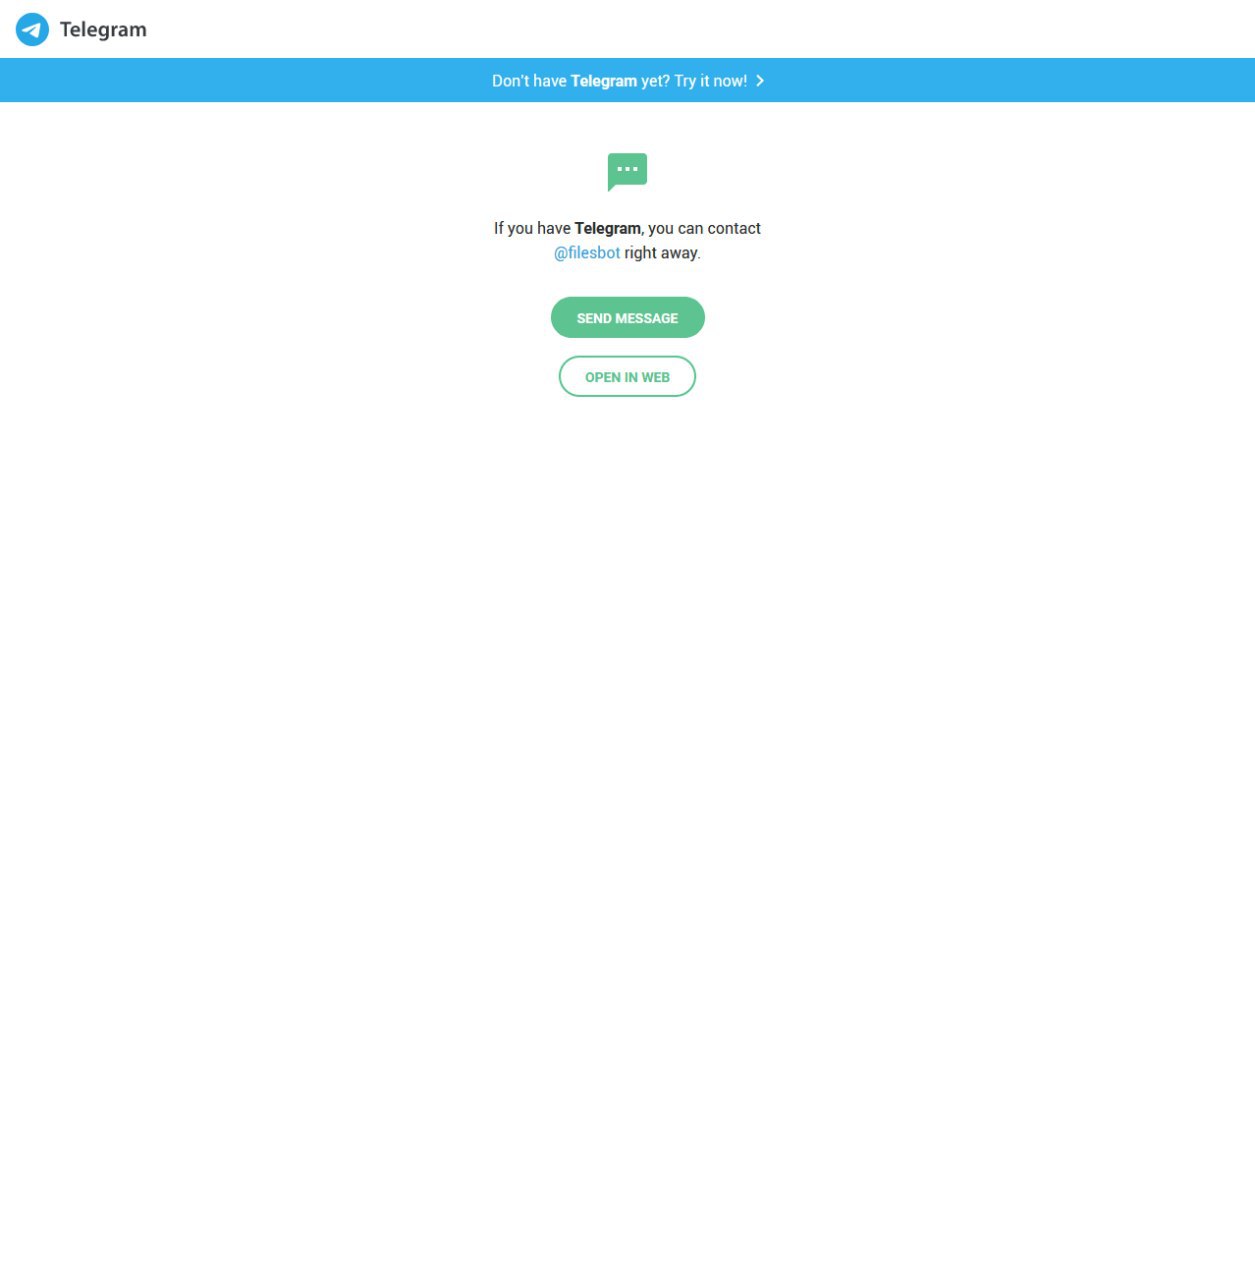 Telegram
Don't have Telegram yet? Try it now!
If you have Telegram, you can contact
@filesbot right away.
SEND MESSAGE
OPEN IN WEB